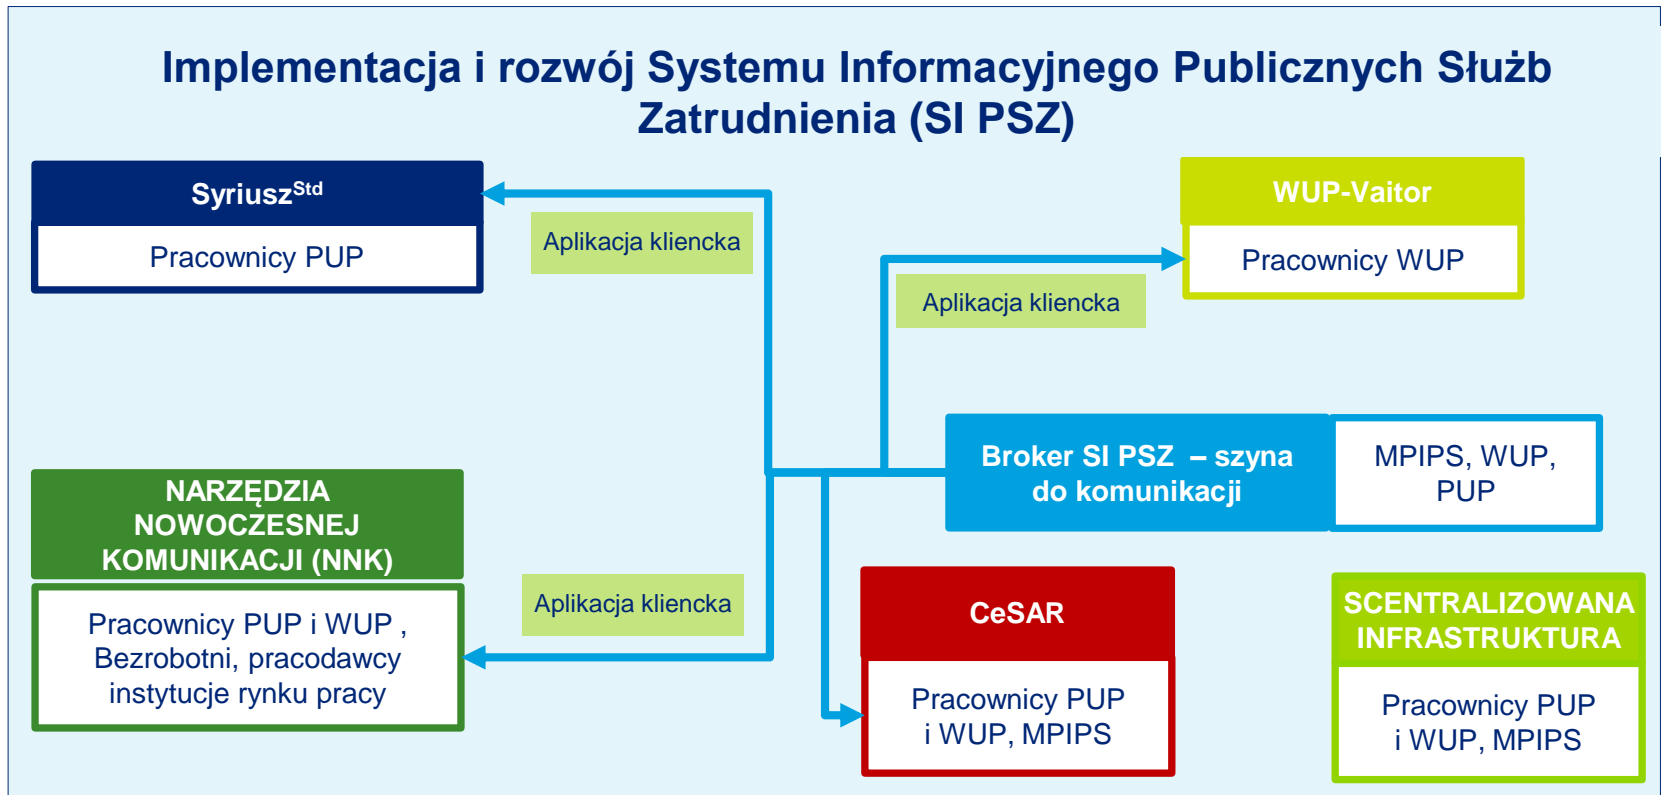 Implementacja i rozwój Systemu Informacyjnego Publicznych Służb
Zatrudnienia (SI PSZ)
Syriusz^Std
Pracownicy PUP
Aplikacja kliencka
WUP-Vaitor
Pracownicy WUP
Aplikacja kliencka
Broker SI PSZ – szyna
do komunikacji
MPIPS, WUP,
PUP
NARZĘDZIA
NOWOCZESNEJ
KOMUNIKACJI (NNK)
Pracownicy PUP i WUP ,
Bezrobotni, pracodawcy
instytucje rynku pracy
Aplikacja kliencka
CeSAR
Pracownicy PUP
i WUP, MPIPS
SCENTRALIZOWANA
INFRASTRUKTURA
Pracownicy PUP
i WUP, MPIPS